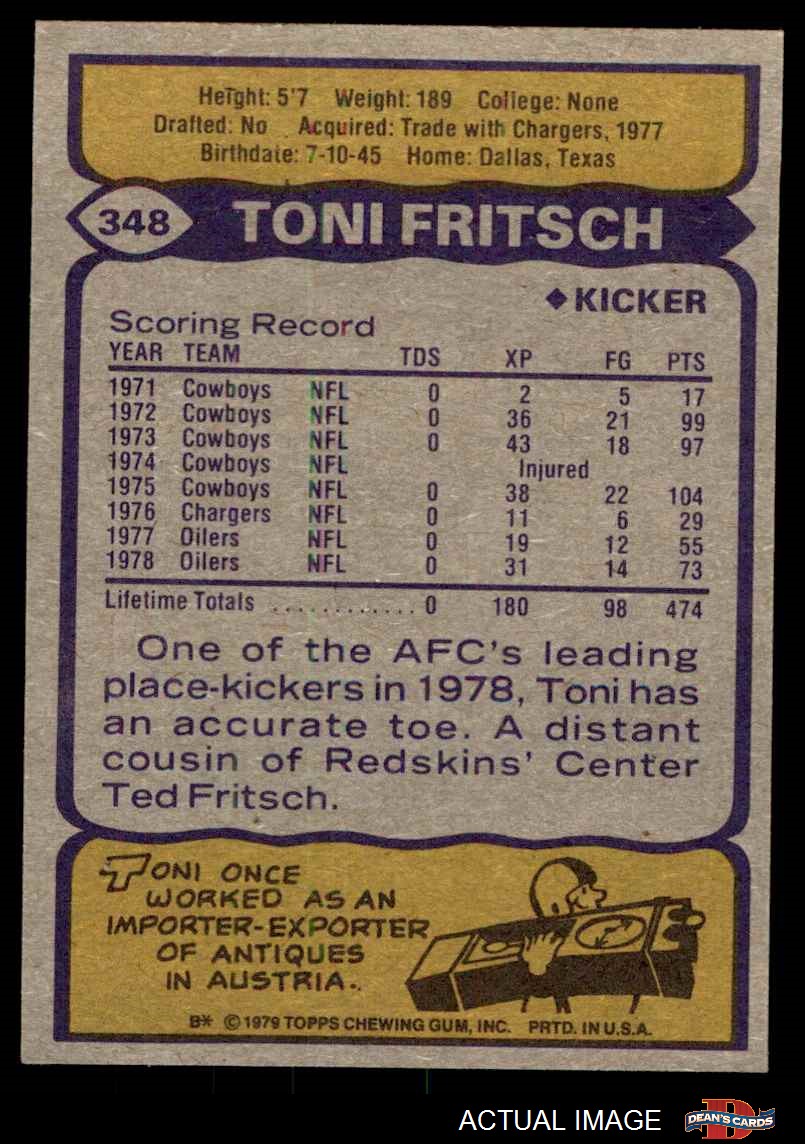 Height: 5'7 Weight: 189 College: None
Drafted: No Acquired: Trade with Chargers, 1977
Birthdate: 7-10-45 Home: Dallas, Texas
348 TONI FRITSCH
◆ KICKER
Scoring Record
YEAR TEAM TDS XP FG PTS
1971 Cowboys NFL 0 2 5 17
1972 Cowboys NFL 0 36 21 99
1973 Cowboys NFL 0 43 18 97
1974 Cowboys NFL Injured
1975 Cowboys NFL 0 38 22 104
1976 Chargers NFL 0 11 6 29
1977 Oilers NFL 0 19 12 55
1978 Oilers NFL 0 31 14 73
Lifetime Totals ............ 0 180 98 474
One of the AFC's leading
place-kickers in 1978, Toni has
an accurate toe. A distant
cousin of Redskins' Center
Ted Fritsch.
TONI ONCE
WORKED AS AN
IMPORTER-EXPORTER
OF ANTIQUES
IN AUSTRIA.
B* © 1979 TOPPS CHEWING GUM, INC. PRTD. IN U.S.A.
ACTUAL IMAGE
DEAN'S CARDS